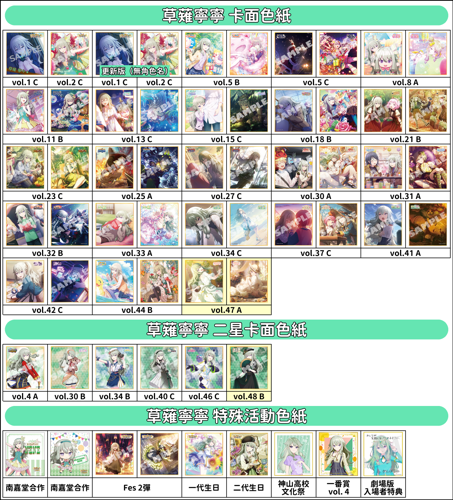 草薙寧寧 卡面色紙
更新版（無角色名）
vol.1 C vol.2 C vol.1 C vol.2 C vol.5 B vol.5 C vol.8 A
vol.11 B vol.13 C vol.15 C vol.18 B vol.21 B
vol.23 C vol.25 A vol.27 C vol.30 A vol.31 A
vol.32 B vol.33 A vol.34 C vol.37 C vol.41 A
vol.42 C vol.44 B vol.47 A
草薙寧寧 二星卡面色紙
vol.4 A vol.30 B vol.34 B vol.40 C vol.46 C vol.48 B
草薙寧寧 特殊活動色紙
南嘉堂合作 南嘉堂合作 Fes 2彈 一代生日 二代生日 神山高校 一番賞 劇場版
文化祭 vol. 4 入場者特典